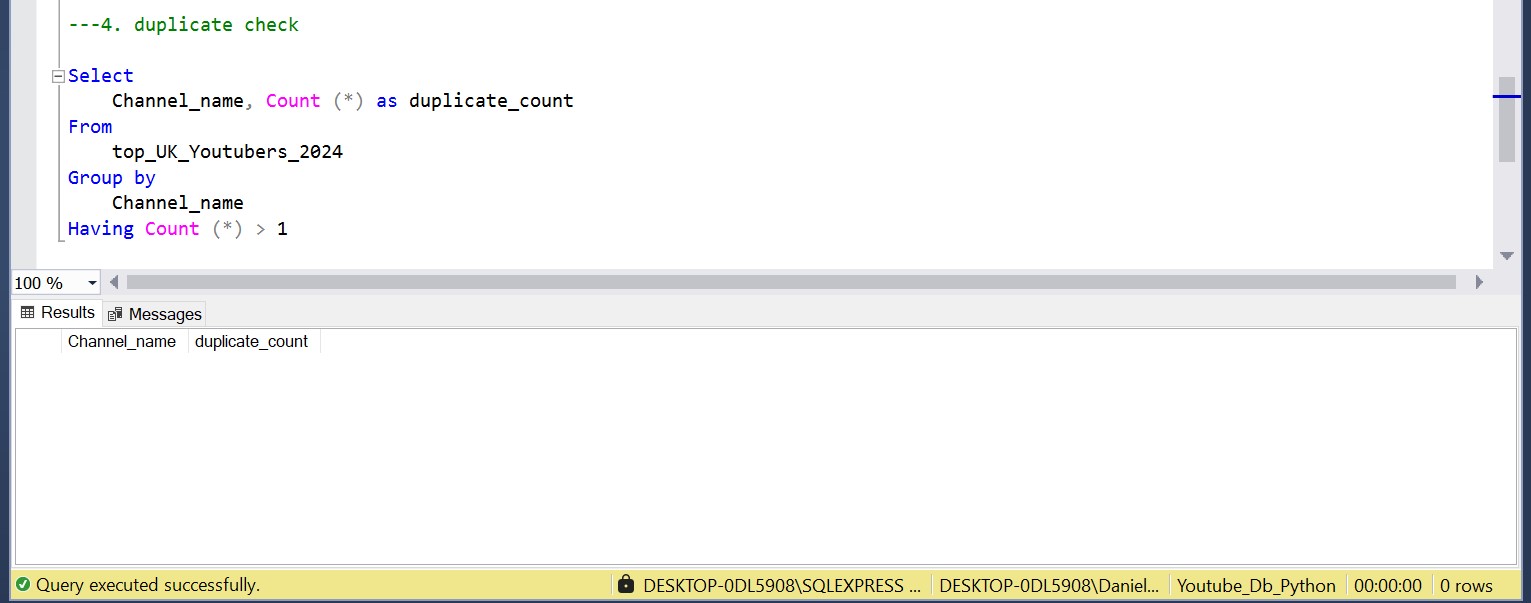 ---4. duplicate check
Select
Channel_name, Count (*) as duplicate_count
From
top_UK_Youtubers_2024
Group by
Channel_name
Having Count (*) > 1
100 %
Results Messages
Channel_name duplicate_count
Query executed successfully. DESKTOP-0DL5908\SQLEXPRESS ... DESKTOP-0DL5908\Daniel... Youtube_Db_Python 00:00:00 0 rows